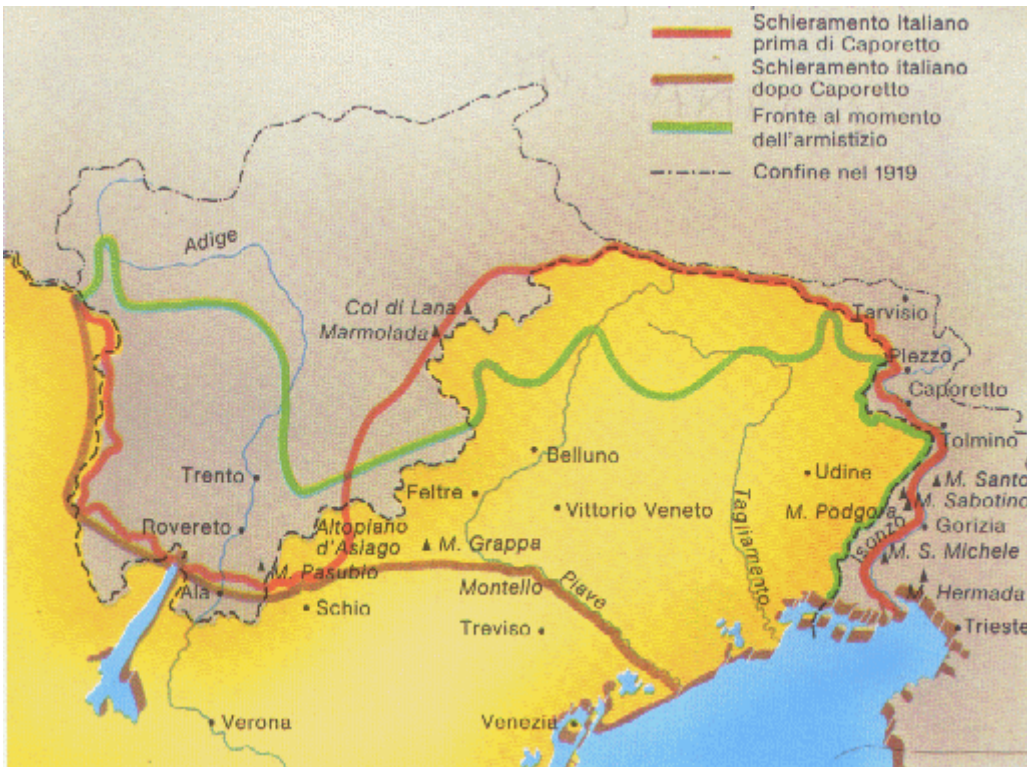 Schieramento Italiano
prima di Caporetto
Schieramento italiano
dopo Caporetto
Fronte al momento
dell'armistizio
Confine nel 1919
Adige
Col di Lana
Marmolada
Tarvisio
Plezzo
Caporetto
Tolmino
Belluno
Udine
M. Santo
Trento
Feltre
M. Sabotino
Vittorio Veneto
M. Podgora
Rovereto
Altopiano
d'Asiago
Tagliamento
Gorizia
M. Grappa
Isonzo
M. S. Michele
M. Pasubio
Ala
Montello
Piave
M. Hermada
Schio
Treviso
Trieste
Verona
Venezia